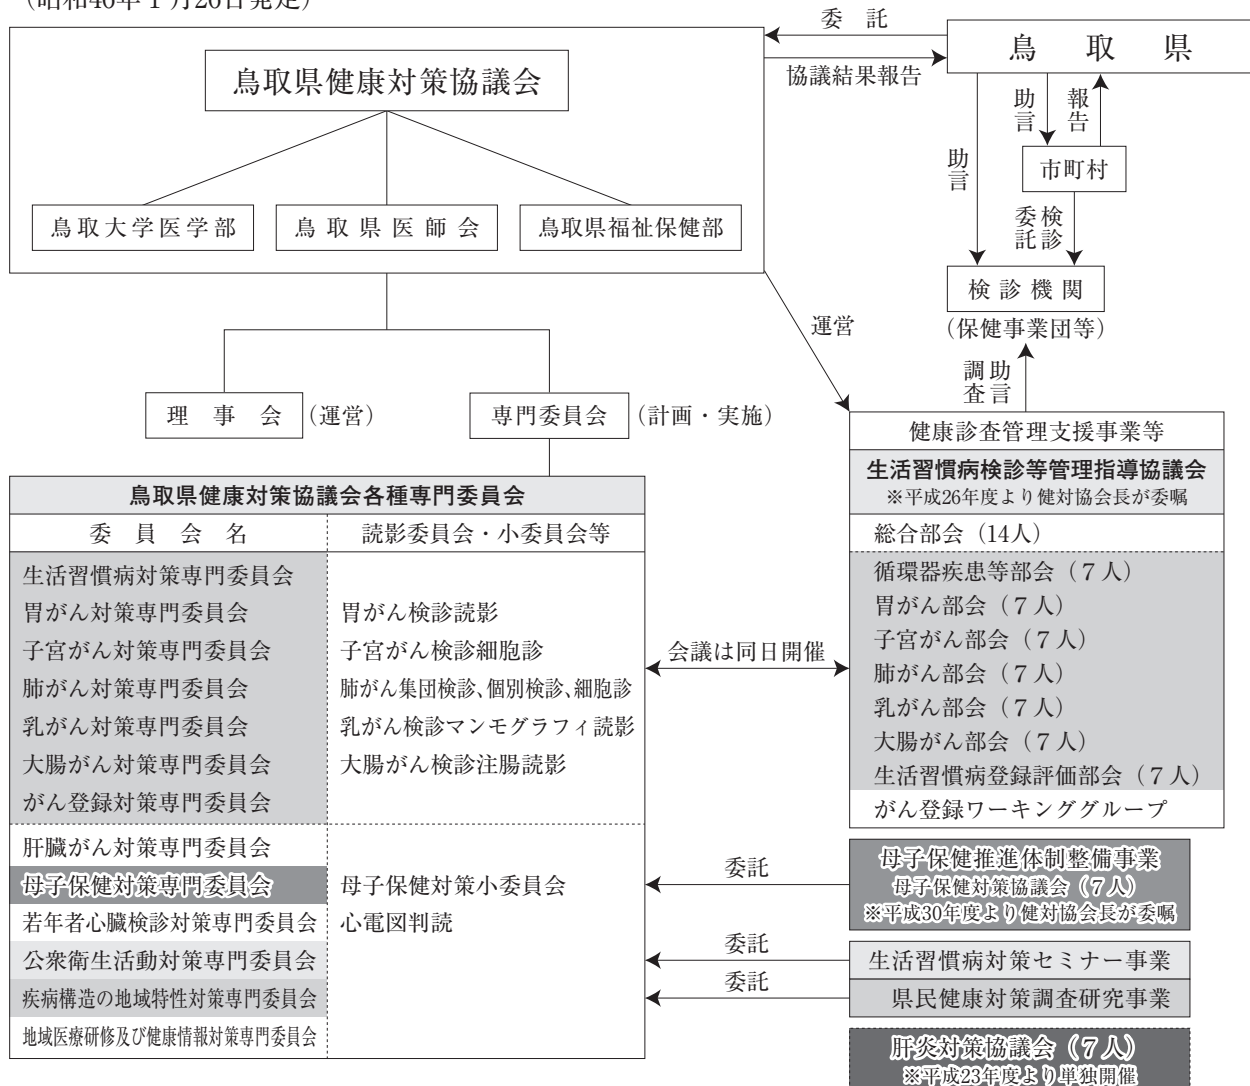 （昭和46年１月26日発足）
委　託
鳥　取　県
協議結果報告
鳥取県健康対策協議会
鳥取大学医学部
鳥取県医師会
鳥取県福祉保健部
助言
報告
助言
市町村
検診
委託
検診機関
（保健事業団等）
運営
助言
調査
理　事　会
（運営）
専門委員会
（計画・実施）
鳥取県健康対策協議会各種専門委員会
委　員　会　名
読影委員会・小委員会等
生活習慣病対策専門委員会
胃がん対策専門委員会
胃がん検診読影
子宮がん対策専門委員会
子宮がん検診細胞診
肺がん対策専門委員会
肺がん集団検診、個別検診、細胞診
乳がん対策専門委員会
乳がん検診マンモグラフィ読影
大腸がん対策専門委員会
大腸がん検診注腸読影
がん登録対策専門委員会
肝臓がん対策専門委員会
母子保健対策専門委員会
母子保健対策小委員会
若年者心臓検診対策専門委員会
心電図判読
公衆衛生活動対策専門委員会
疾病構造の地域特性対策専門委員会
地域医療研修及び健康情報対策専門委員会
会議は同日開催
健康診査管理支援事業等
生活習慣病検診等管理指導協議会
※平成26年度より健対協会長が委嘱
総合部会（14人）
循環器疾患等部会（７人）
胃がん部会（７人）
子宮がん部会（７人）
肺がん部会（７人）
乳がん部会（７人）
大腸がん部会（７人）
生活習慣病登録評価部会（７人）
がん登録ワーキンググループ
委託
母子保健推進体制整備事業
母子保健対策協議会（７人）
※平成30年度より健対協会長が委嘱
委託
生活習慣病対策セミナー事業
委託
県民健康対策調査研究事業
肝炎対策協議会（７人）
※平成23年度より単独開催